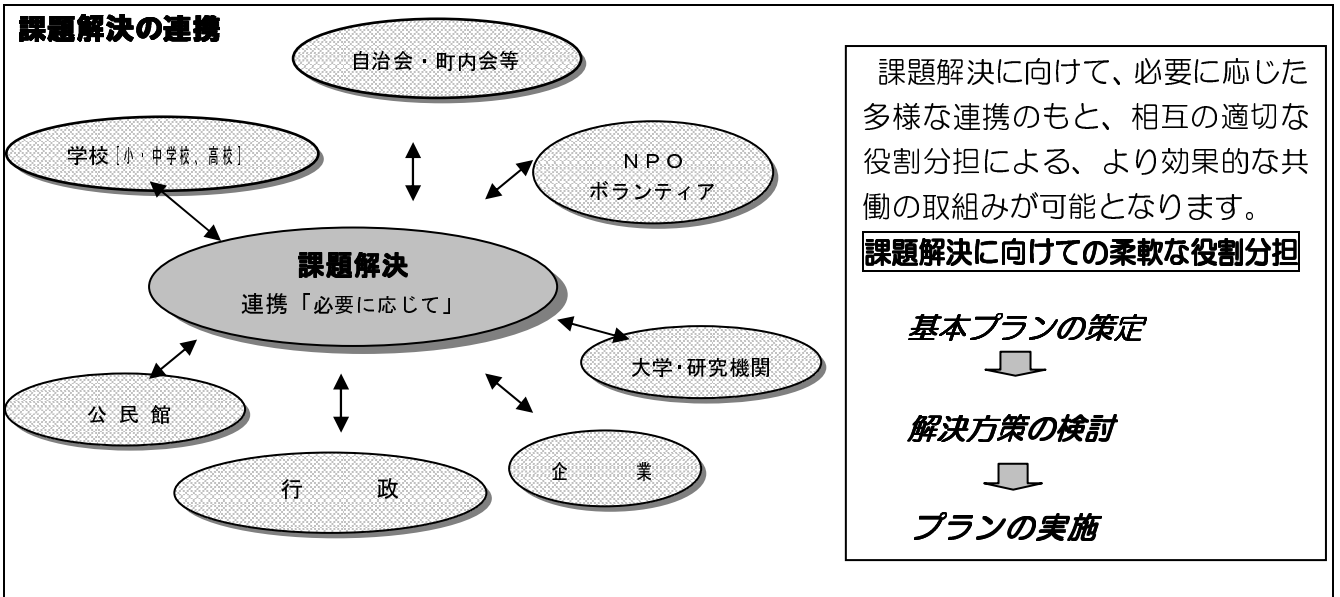 課題解決の連携
自治会・町内会等
学校[小・中学校、高校]
NPO
ボランティア
課題解決
連携「必要に応じて」
大学・研究機関
公 民 館
企 業
行 政
課題解決に向けて、必要に応じた
多様な連携のもと、相互の適切な
役割分担による、より効果的な共
働の取組みが可能となります。
課題解決に向けての柔軟な役割分担
基本プランの策定
解決方策の検討
プランの実施